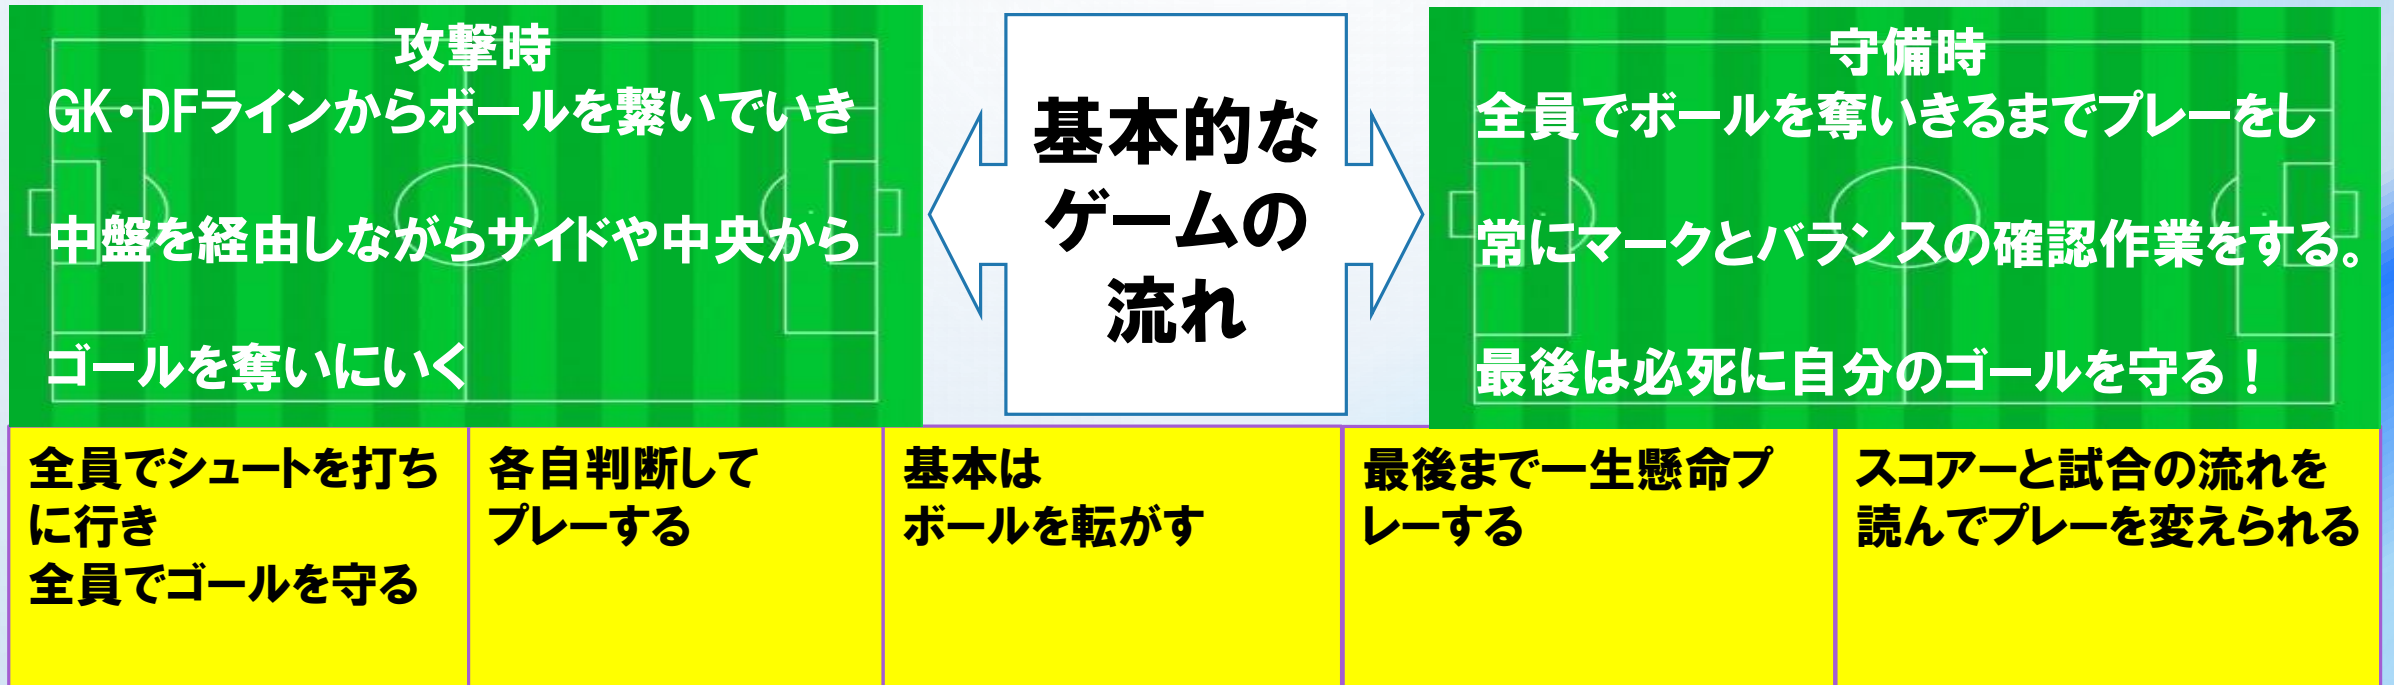 攻撃時
GK・DFラインからボールを繋いでいき
中盤を経由しながらサイドや中央から
ゴールを奪いにいく
基本的な
ゲームの
流れ
守備時
全員でボールを奪いきるまでプレーをし
常にマークとバランスの確認作業をする。
最後は必死に自分のゴールを守る！
全員でシュートを打ち
に行き
全員でゴールを守る
各自判断して
プレーする
基本は
ボールを転がす
最後まで一生懸命プ
レーする
スコアーと試合の流れを
読んでプレーを変えられる